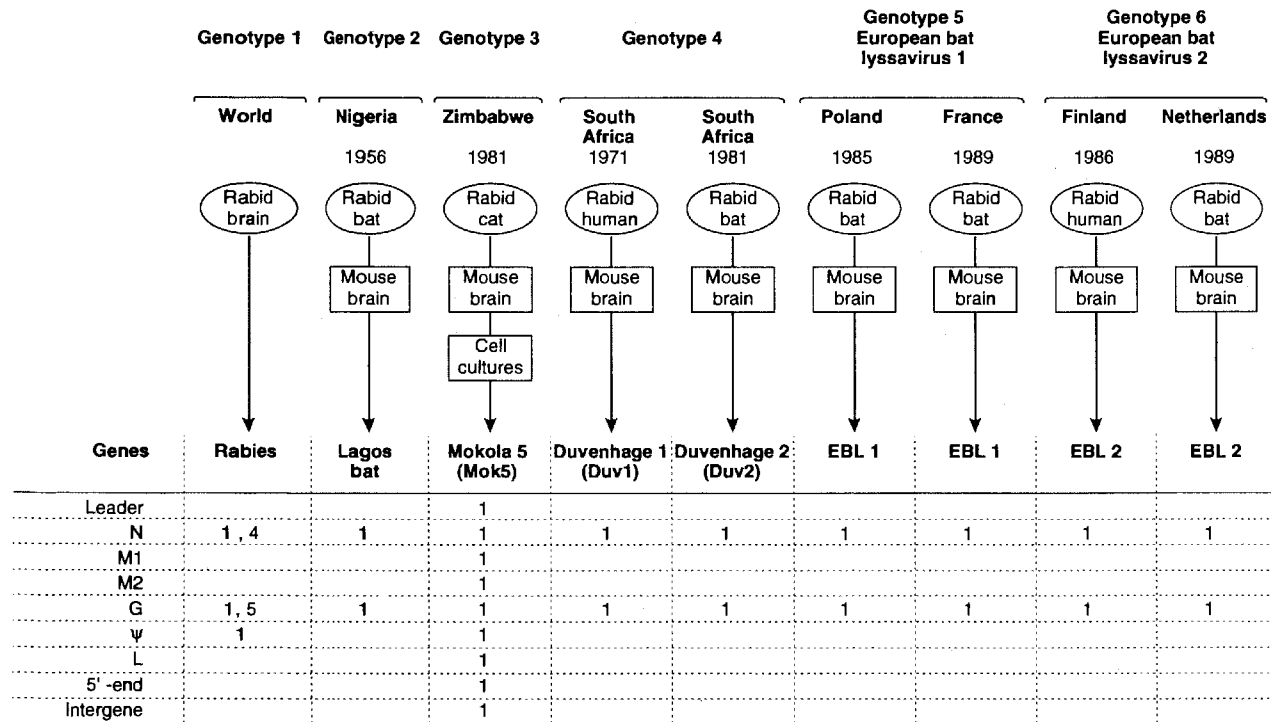 Genotype 1 Genotype 2 Genotype 3 Genotype 4 Genotype 5 European bat lyssavirus 1 Genotype 6 European bat lyssavirus 2
World Nigeria Zimbabwe South Africa South Africa Poland France Finland Netherlands
1956 1981 1971 1981 1985 1989 1986 1989
Rabid brain Rabid bat Rabid cat Rabid human Rabid bat Rabid bat Rabid bat Rabid human Rabid bat
Mouse brain Mouse brain Mouse brain Mouse brain Mouse brain Mouse brain Mouse brain Mouse brain
Cell cultures
Genes Rabies Lagos bat Mokola 5 (Mok5) Duvenhage 1 (Duv1) Duvenhage 2 (Duv2) EBL 1 EBL 1 EBL 2 EBL 2
Leader 1
N 1 , 4 1 1 1 1 1 1 1 1
M1 1
M2 1
G 1, 5 1 1 1 1 1 1 1 1
Ψ 1 1
L 1
5' -end 1
Intergene 1